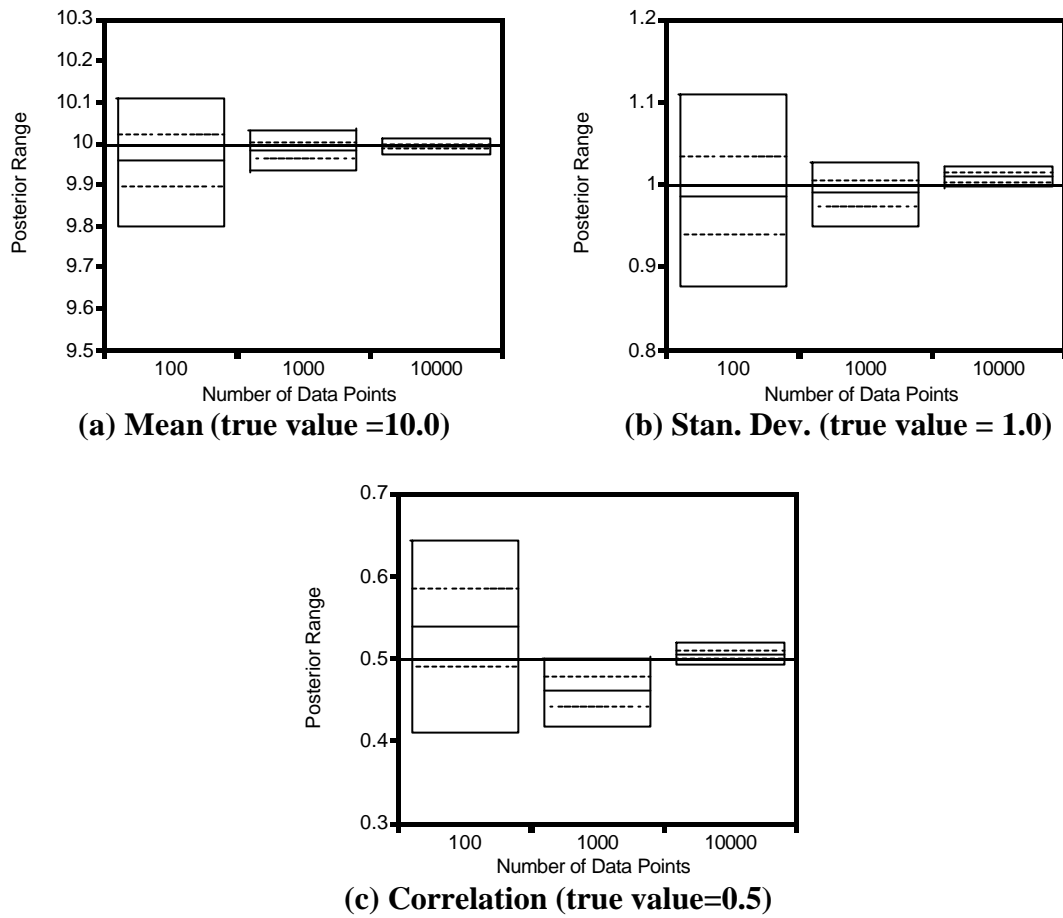 10.3
10.2
10.1
10
9.9
9.8
9.7
9.6
9.5
Posterior Range
100 1000 10000
Number of Data Points
(a) Mean (true value =10.0)
1.2
1.1
1
0.9
0.8
Posterior Range
100 1000 10000
Number of Data Points
(b) Stan. Dev. (true value = 1.0)
0.7
0.6
0.5
0.4
0.3
Posterior Range
100 1000 10000
Number of Data Points
(c) Correlation (true value=0.5)